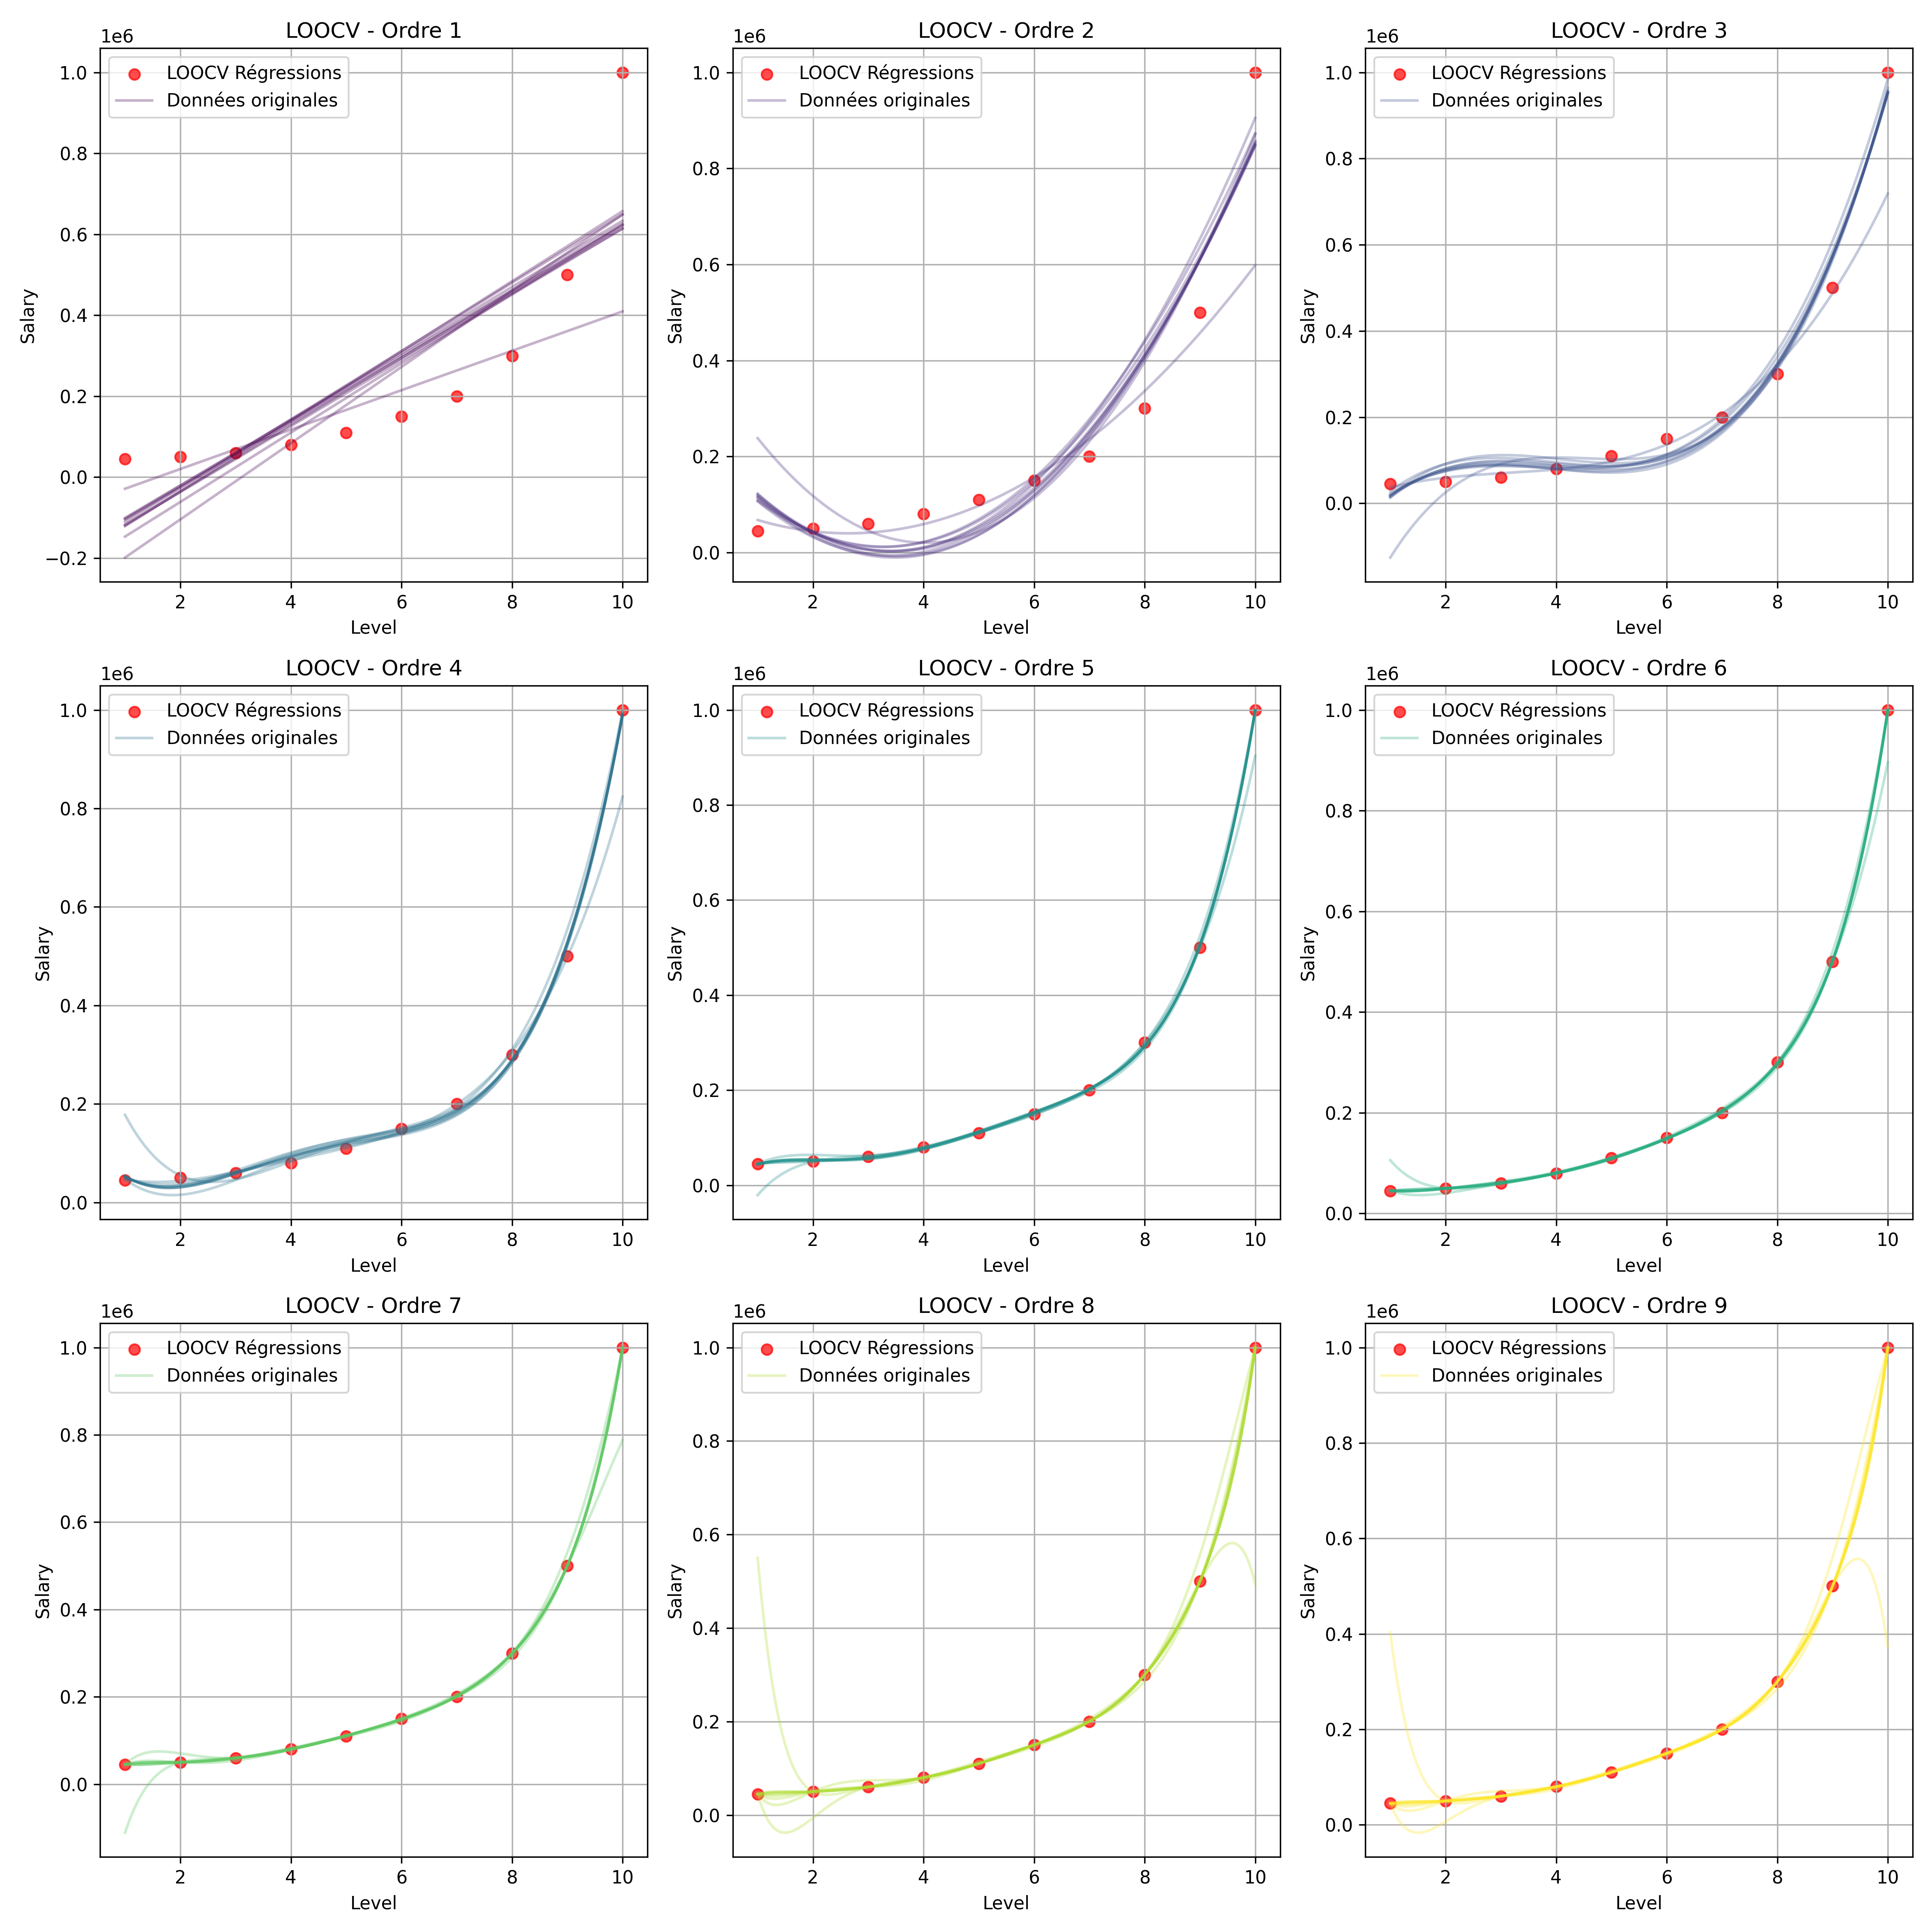 LOOCV - Ordre 1
1e6
LOOCV Régressions
Données originales
1.0
0.8
0.6
0.4
0.2
0.0
−0.2
Salary
2 4 6 8 10
Level
LOOCV - Ordre 2
1e6
LOOCV Régressions
Données originales
1.0
0.8
0.6
0.4
0.2
0.0
Salary
2 4 6 8 10
Level
LOOCV - Ordre 3
1e6
LOOCV Régressions
Données originales
1.0
0.8
0.6
0.4
0.2
0.0
Salary
2 4 6 8 10
Level
LOOCV - Ordre 4
1e6
LOOCV Régressions
Données originales
1.0
0.8
0.6
0.4
0.2
0.0
Salary
2 4 6 8 10
Level
LOOCV - Ordre 5
1e6
LOOCV Régressions
Données originales
1.0
0.8
0.6
0.4
0.2
0.0
Salary
2 4 6 8 10
Level
LOOCV - Ordre 6
1e6
LOOCV Régressions
Données originales
1.0
0.8
0.6
0.4
0.2
0.0
Salary
2 4 6 8 10
Level
LOOCV - Ordre 7
1e6
LOOCV Régressions
Données originales
1.0
0.8
0.6
0.4
0.2
0.0
Salary
2 4 6 8 10
Level
LOOCV - Ordre 8
1e6
LOOCV Régressions
Données originales
1.0
0.8
0.6
0.4
0.2
0.0
Salary
2 4 6 8 10
Level
LOOCV - Ordre 9
1e6
LOOCV Régressions
Données originales
1.0
0.8
0.6
0.4
0.2
0.0
Salary
2 4 6 8 10
Level